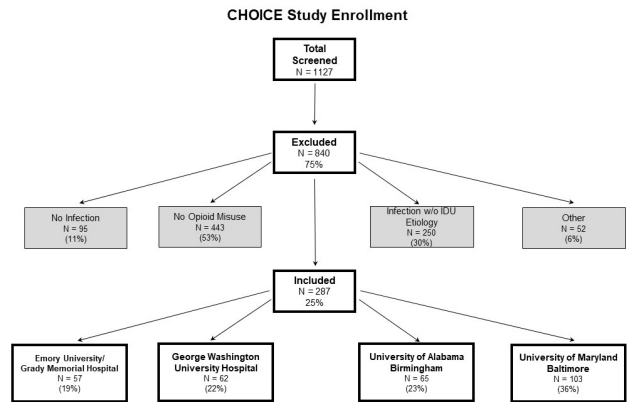 CHOICE Study Enrollment
Total
Screened
N = 1127
Excluded
N = 840
75%
No Infection
N = 95
(11%)
No Opioid Misuse
N = 443
(53%)
Infection w/o IDU
Etiology
N = 250
(30%)
Other
N = 52
(6%)
Included
N = 287
25%
Emory University/
Grady Memorial Hospital
N = 57
(19%)
George Washington
University Hospital
N = 62
(22%)
University of Alabama
Birmingham
N = 65
(23%)
University of Maryland
Baltimore
N = 103
(36%)